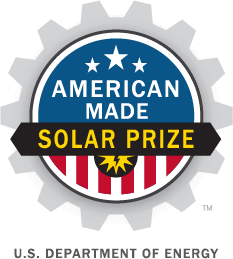 AMERICAN
MADE
SOLAR PRIZE
TM
U.S. DEPARTMENT OF ENERGY